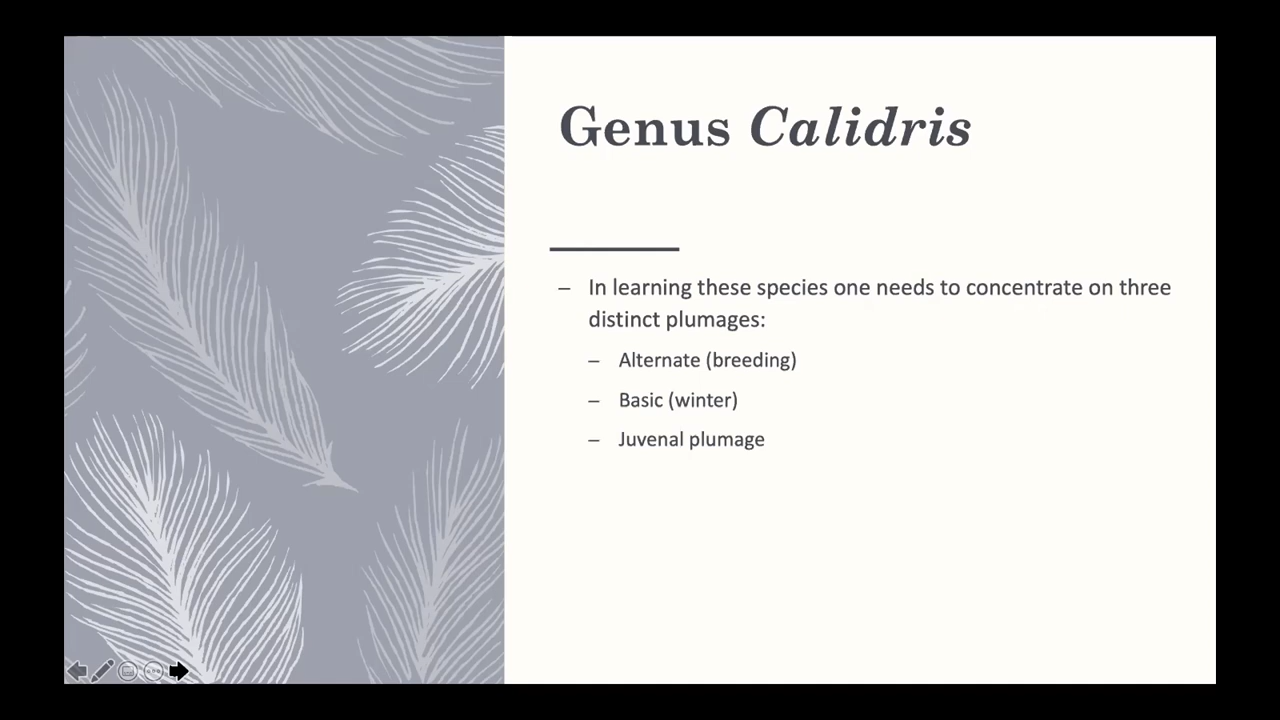 Genus Calidris
– In learning these species one needs to concentrate on three
distinct plumages:
– Alternate (breeding)
– Basic (winter)
– Juvenal plumage